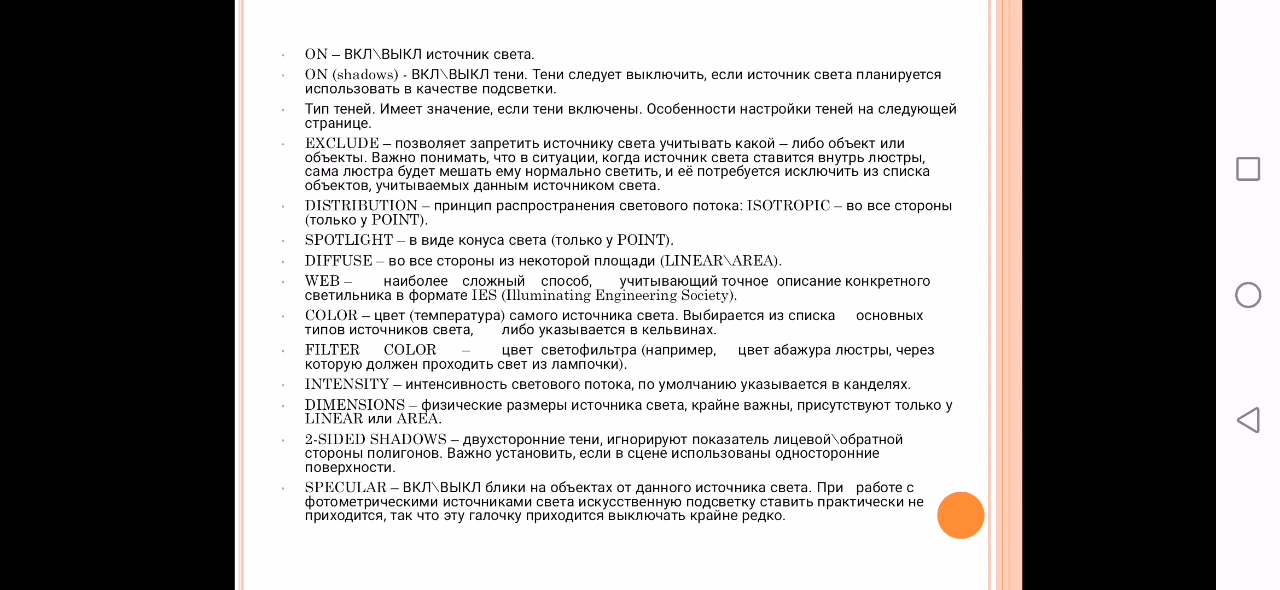 ON – ВКЛ\ВЫКЛ источник света.
ON (shadows) - ВКЛ\ВЫКЛ тени. Тени следует выключить, если источник света планируется
использовать в качестве подсветки.
Тип теней. Имеет значение, если тени включены. Особенности настройки теней на следующей
странице.
EXCLUDE – позволяет запретить источнику света учитывать какой – либо объект или
объекты. Важно понимать, что в ситуации, когда источник света ставится внутрь люстры,
сама люстра будет мешать ему нормально светить, и её потребуется исключить из списка
объектов, учитываемых данным источником света.
DISTRIBUTION – принцип распространения светового потока: ISOTROPIC – во все стороны
(только у POINT).
SPOTLIGHT – в виде конуса света (только у POINT).
DIFFUSE – во все стороны из некоторой площади (LINEAR\AREA).
WEB – наиболее сложный способ, учитывающий точное описание конкретного
светильника в формате IES (Illuminating Engineering Society).
COLOR – цвет (температура) самого источника света. Выбирается из списка основных
типов источников света, либо указывается в кельвинах.
FILTER COLOR – цвет светофильтра (например, цвет абажура люстры, через
которую должен проходить свет из лампочки).
INTENSITY – интенсивность светового потока, по умолчанию указывается в канделях.
DIMENSIONS – физические размеры источника света, крайне важны, присутствуют только у
LINEAR или AREA.
2-SIDED SHADOWS – двухсторонние тени, игнорируют показатель лицевой\обратной
стороны полигонов. Важно установить, если в сцене использованы односторонние
поверхности.
SPECULAR – ВКЛ\ВЫКЛ блики на объектах от данного источника света. При работе с
фотометрическими источниками света искусственную подсветку ставить практически не
приходится, так что эту галочку приходится выключать крайне редко.